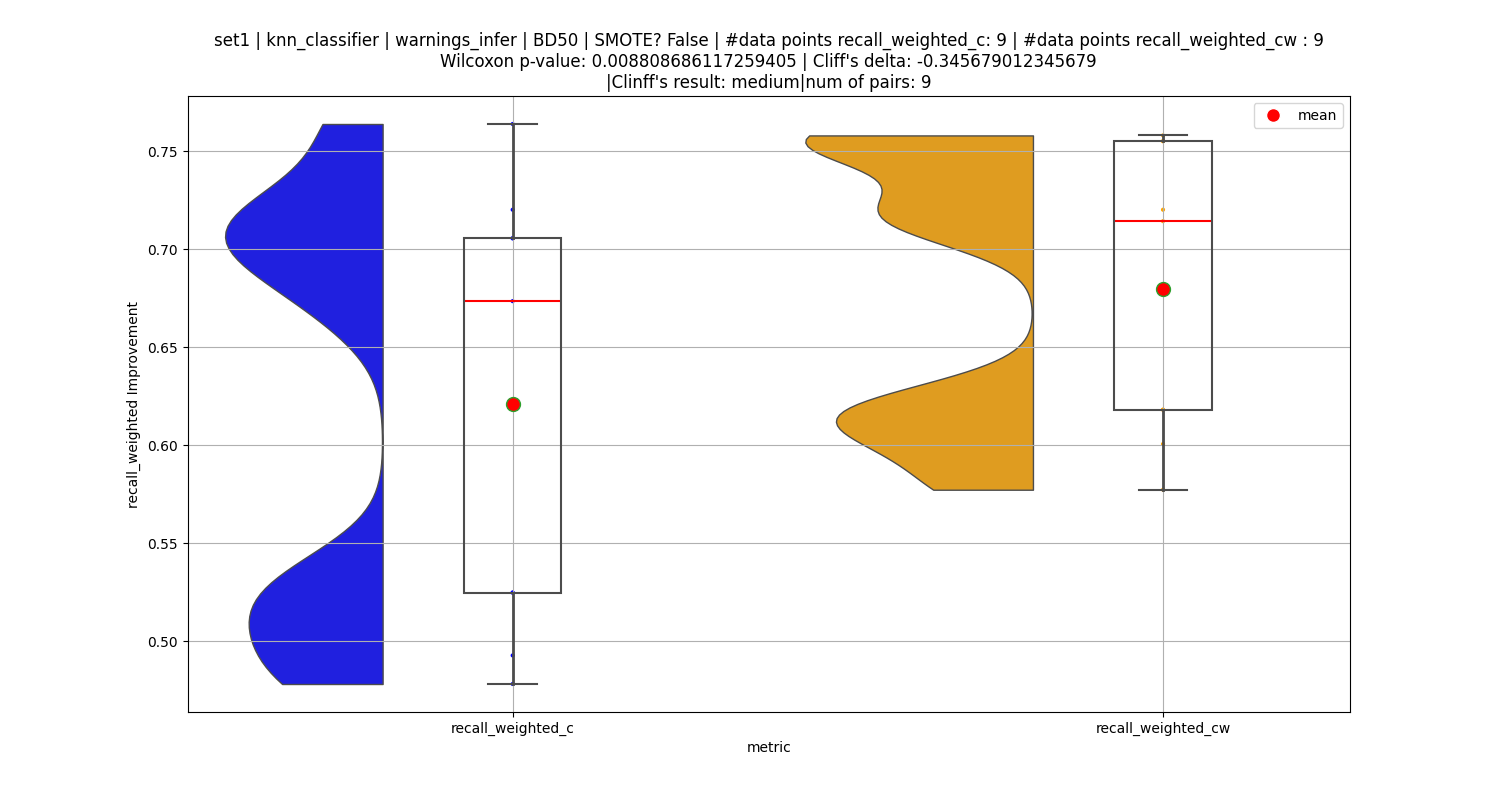 set1 | knn_classifier | warnings_infer | BD50 | SMOTE? False | #data points recall_weighted_c: 9 | #data points recall_weighted_cw : 9
Wilcoxon p-value: 0.008808686117259405 | Cliff's delta: -0.345679012345679
|Clinff's result: medium|num of pairs: 9
mean
0.75
0.70
0.65
0.60
0.55
0.50
recall_weighted Improvement
recall_weighted_c
recall_weighted_cw
metric